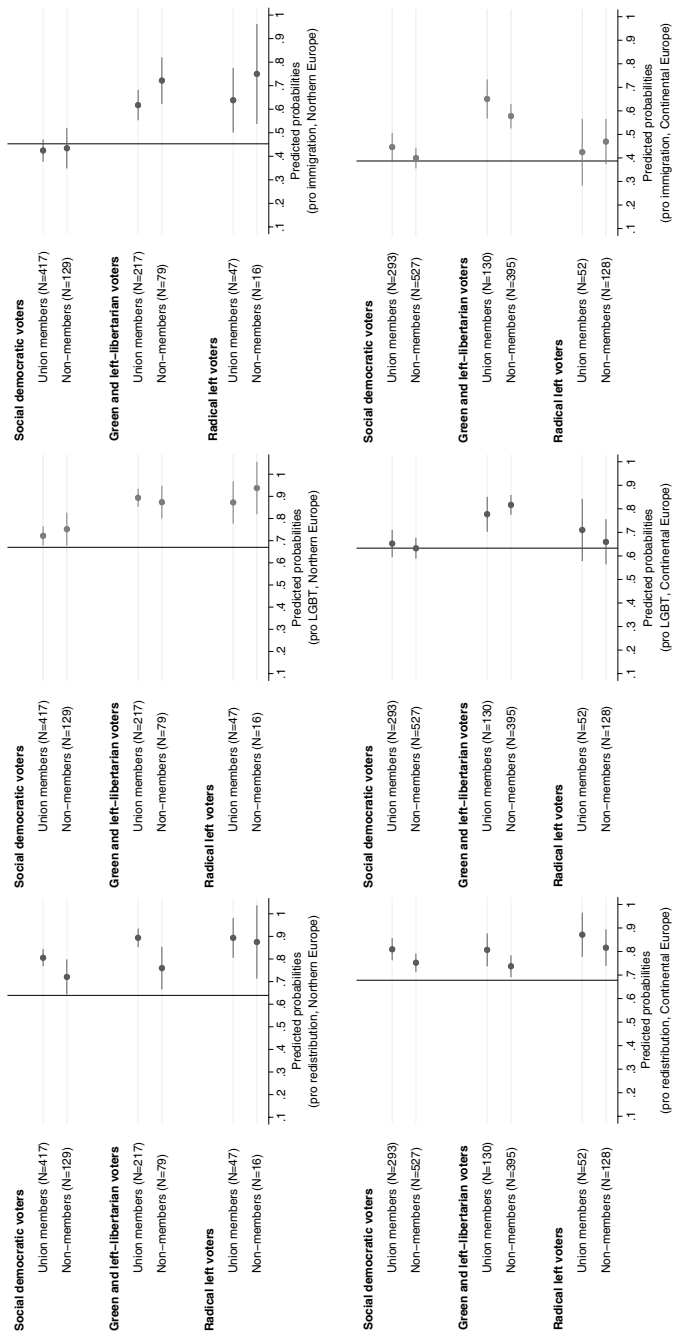 Social democratic voters
Union members (N=417)
Non−members (N=129)
Green and left−libertarian voters
Union members (N=217)
Non−members (N=79)
Radical left voters
Union members (N=47)
Non−members (N=16)
.1 .2 .3 .4 .5 .6 .7 .8 .9 1
Predicted probabilities
(pro redistribution, Northern Europe)
Social democratic voters
Union members (N=417)
Non−members (N=129)
Green and left−libertarian voters
Union members (N=217)
Non−members (N=79)
Radical left voters
Union members (N=47)
Non−members (N=16)
.1 .2 .3 .4 .5 .6 .7 .8 .9 1
Predicted probabilities
(pro LGBT, Northern Europe)
Social democratic voters
Union members (N=417)
Non−members (N=129)
Green and left−libertarian voters
Union members (N=217)
Non−members (N=79)
Radical left voters
Union members (N=47)
Non−members (N=16)
.1 .2 .3 .4 .5 .6 .7 .8 .9 1
Predicted probabilities
(pro immigration, Northern Europe)
Social democratic voters
Union members (N=293)
Non−members (N=527)
Green and left−libertarian voters
Union members (N=130)
Non−members (N=395)
Radical left voters
Union members (N=52)
Non−members (N=128)
.1 .2 .3 .4 .5 .6 .7 .8 .9 1
Predicted probabilities
(pro redistribution, Continental Europe)
Social democratic voters
Union members (N=293)
Non−members (N=527)
Green and left−libertarian voters
Union members (N=130)
Non−members (N=395)
Radical left voters
Union members (N=52)
Non−members (N=128)
.1 .2 .3 .4 .5 .6 .7 .8 .9 1
Predicted probabilities
(pro LGBT, Continental Europe)
Social democratic voters
Union members (N=293)
Non−members (N=527)
Green and left−libertarian voters
Union members (N=130)
Non−members (N=395)
Radical left voters
Union members (N=52)
Non−members (N=128)
.1 .2 .3 .4 .5 .6 .7 .8 .9 1
Predicted probabilities
(pro immigration, Continental Europe)